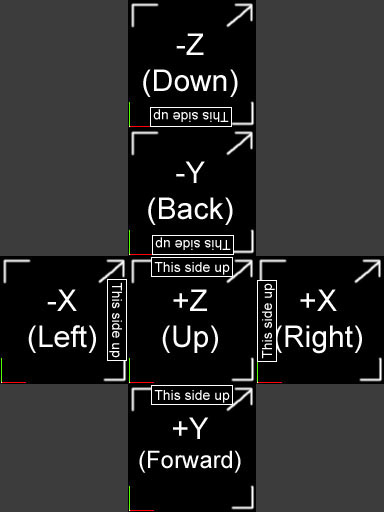 -Z
(Down)
This side up
-Y
(Back)
This side up
-X
(Left)
This side up
This side up
+Z
(Up)
This side up
+X
(Right)
This side up
+Y
(Forward)